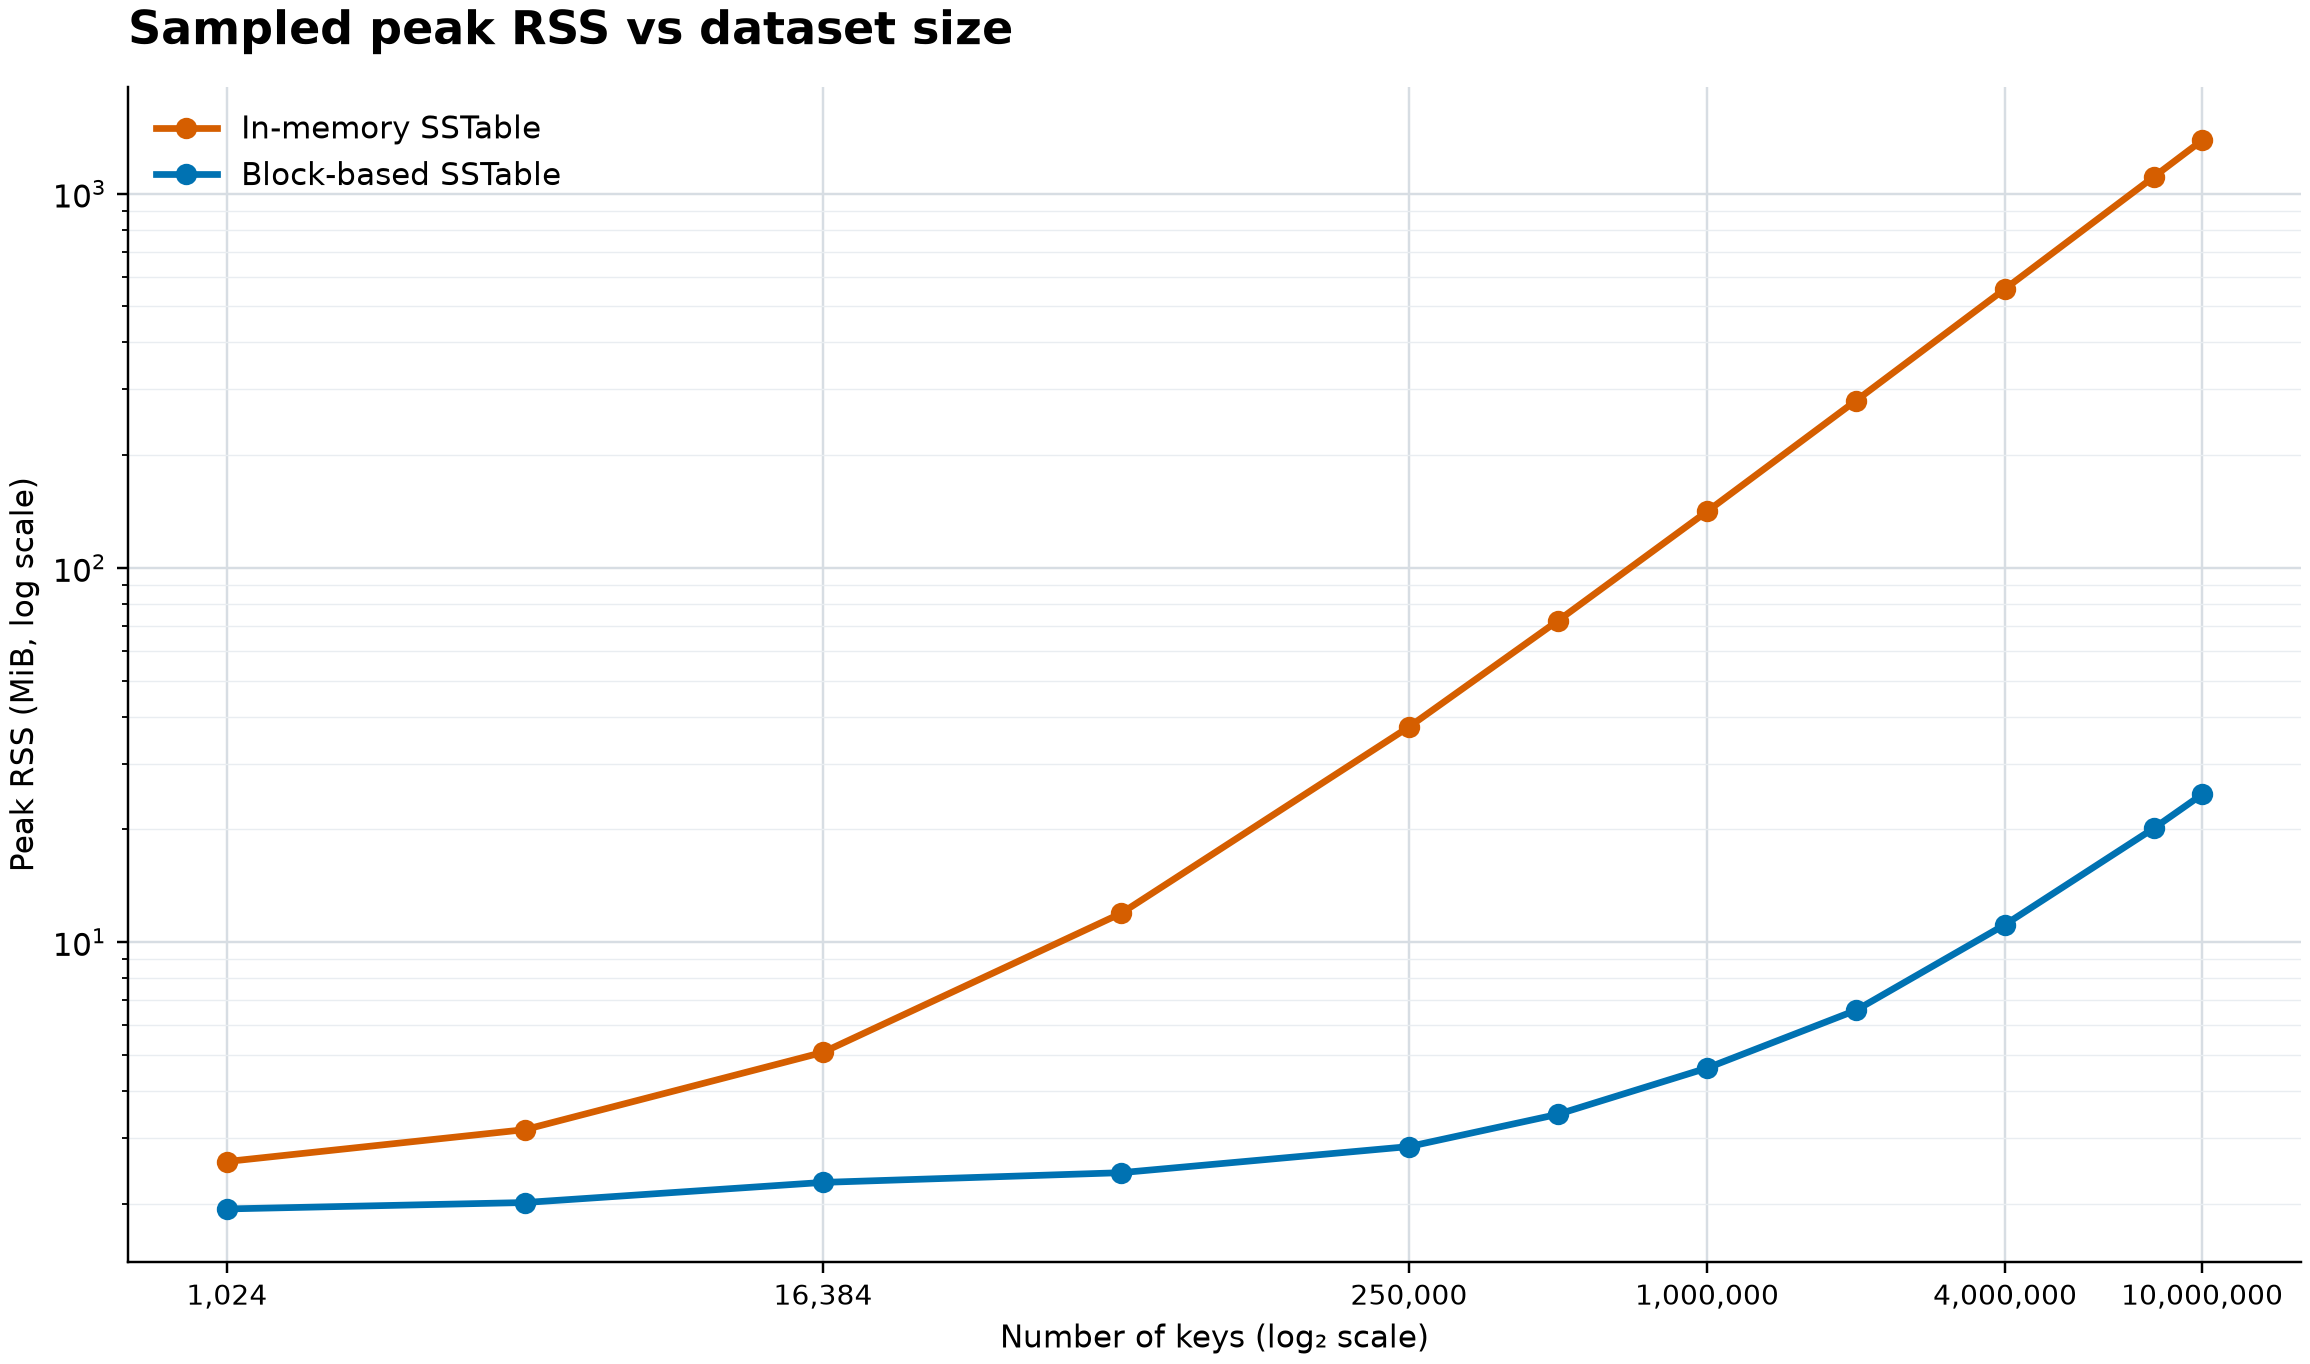 Sampled peak RSS vs dataset size
In-memory SSTable
Block-based SSTable
10³
10²
10¹
Peak RSS (MiB, log scale)
1,024 16,384 250,000 1,000,000 4,000,000 10,000,000
Number of keys (log₂ scale)